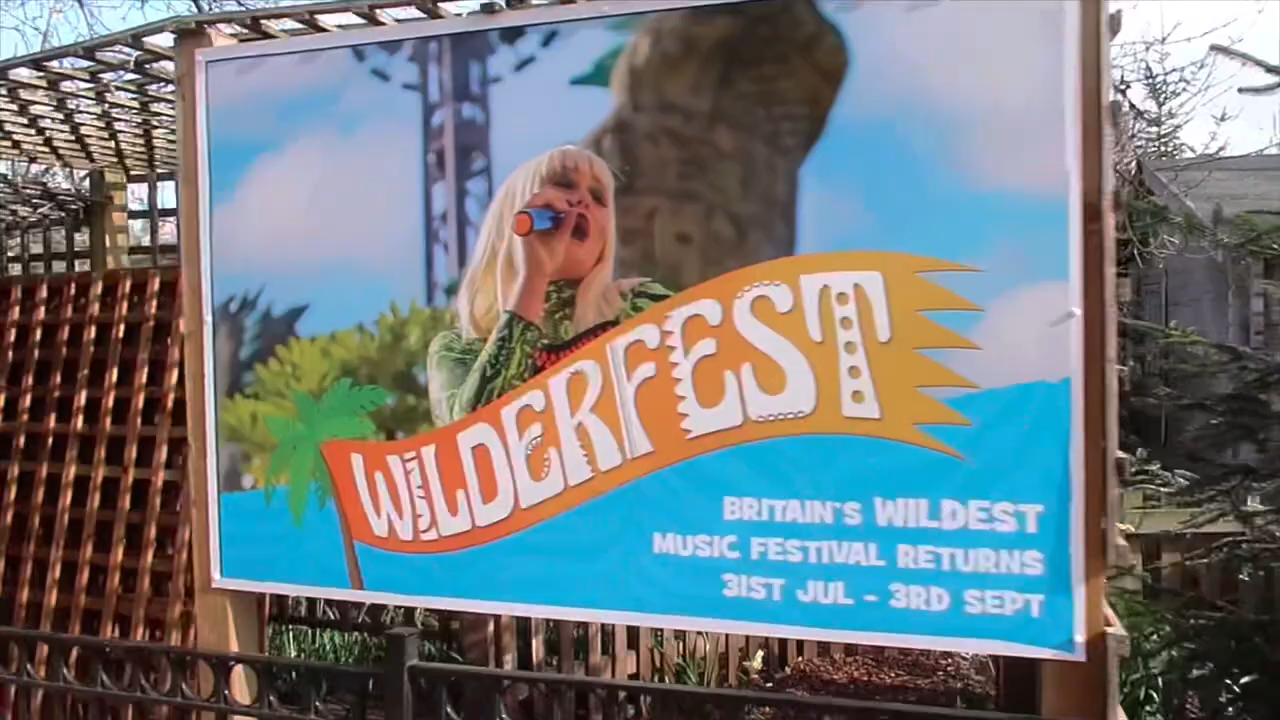 WILDERFEST
BRITAIN'S WILDEST
MUSIC FESTIVAL RETURNS
31ST JUL - 3RD SEPT